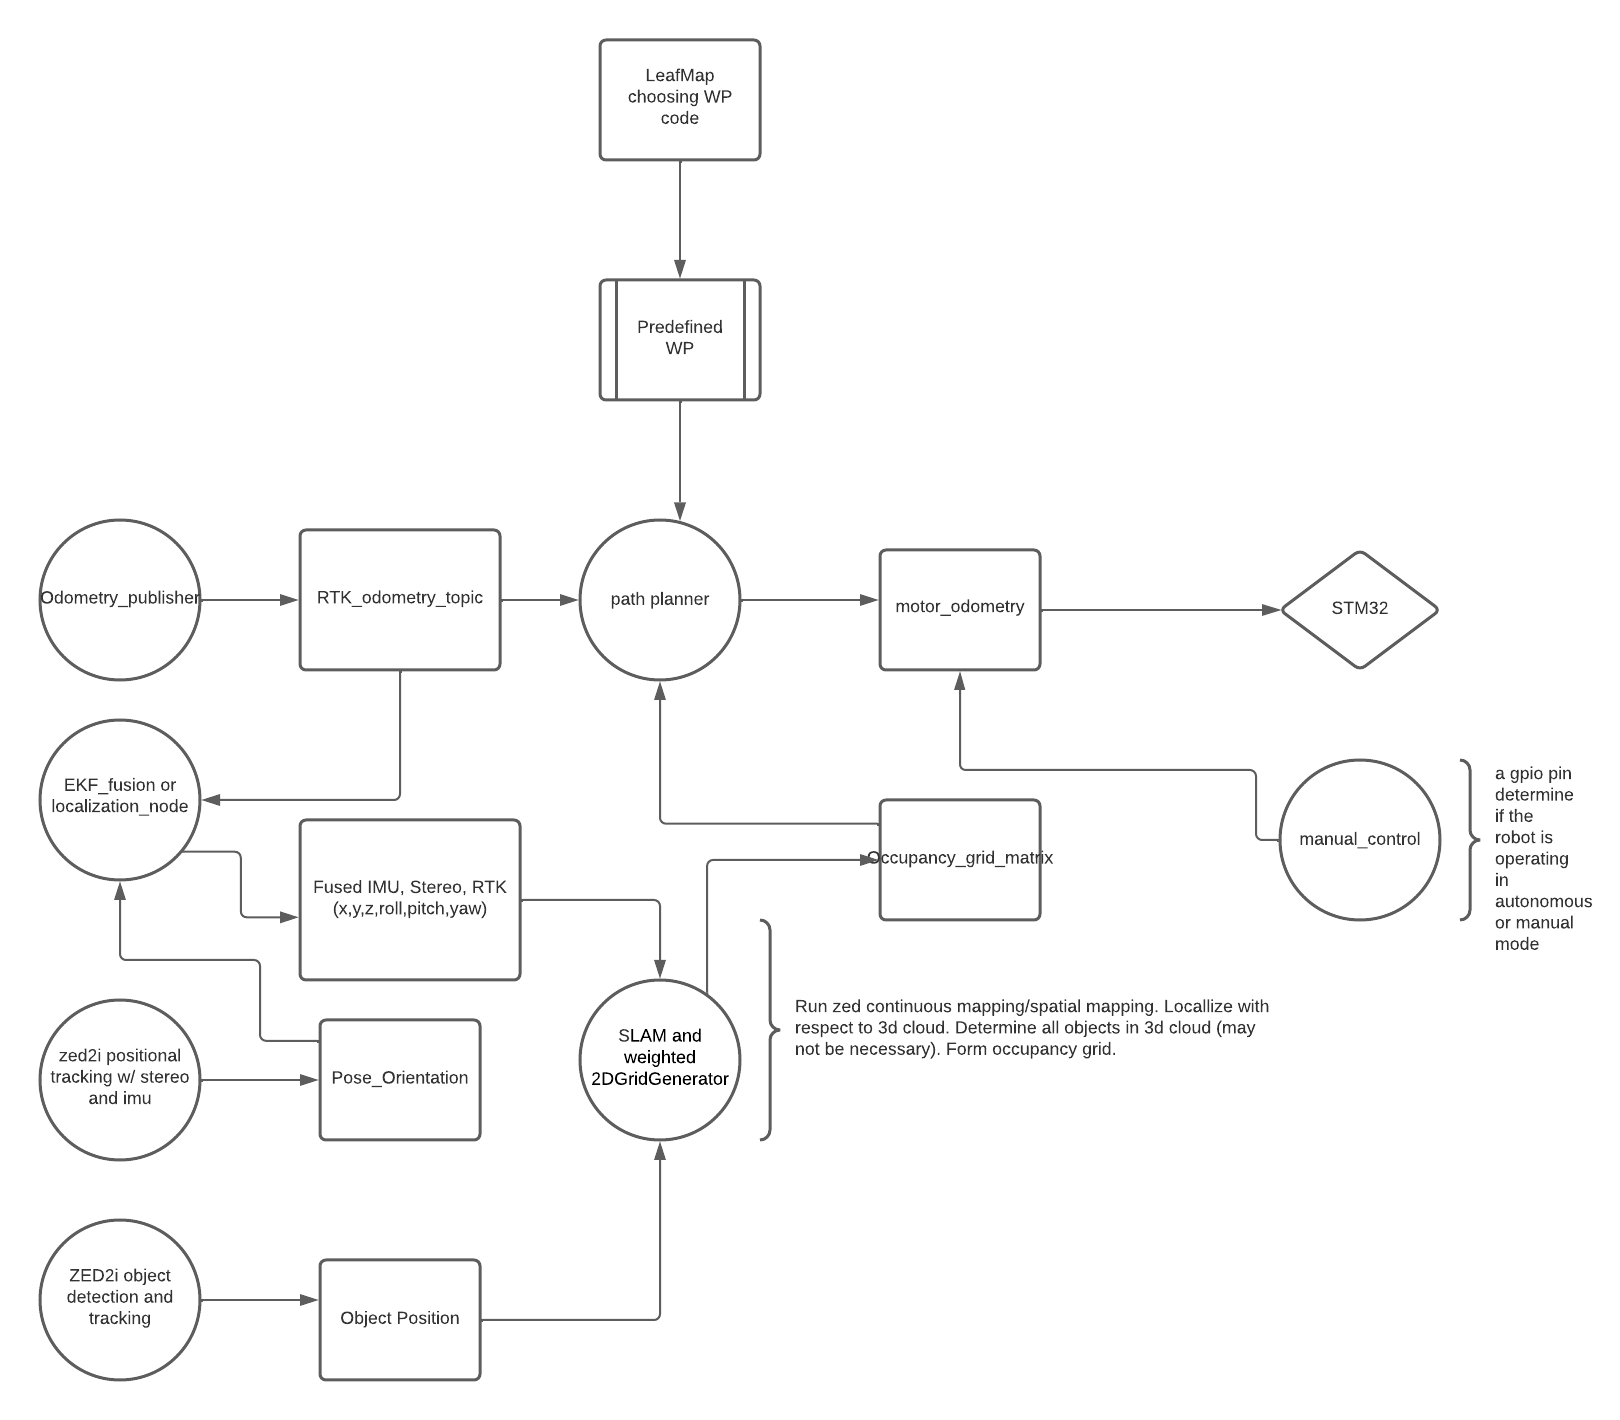 LeafMap
choosing WP
code
Predefined
WP
Odometry_publisher
RTK_odometry_topic
path planner
motor_odometry
STM32
EKF_fusion or
localization_node
Fused IMU, Stereo, RTK
(x,y,z,roll,pitch,yaw)
Occupancy_grid_matrix
manual_control
a gpio pin
determine
if the
robot is
operating
in
autonomous
or manual
mode
zed2i positional
tracking w/ stereo
and imu
Pose_Orientation
SLAM and
weighted
2DGridGenerator
Run zed continuous mapping/spatial mapping. Locallize with
respect to 3d cloud. Determine all objects in 3d cloud (may
not be necessary). Form occupancy grid.
ZED2i object
detection and
tracking
Object Position